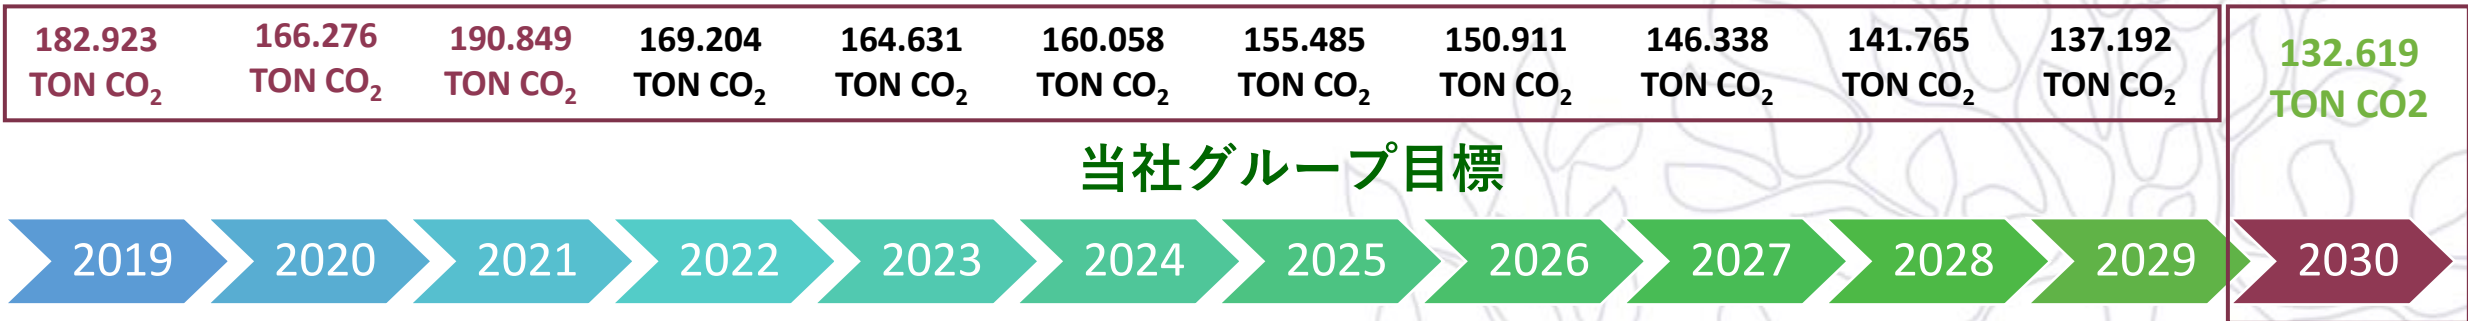 182.923 166.276 190.849 169.204 164.631 160.058 155.485 150.911 146.338 141.765 137.192 132.619
TON CO₂ TON CO₂ TON CO₂ TON CO₂ TON CO₂ TON CO₂ TON CO₂ TON CO₂ TON CO₂ TON CO₂ TON CO₂ TON CO2
当社グループ目標
2019 2020 2021 2022 2023 2024 2025 2026 2027 2028 2029 2030